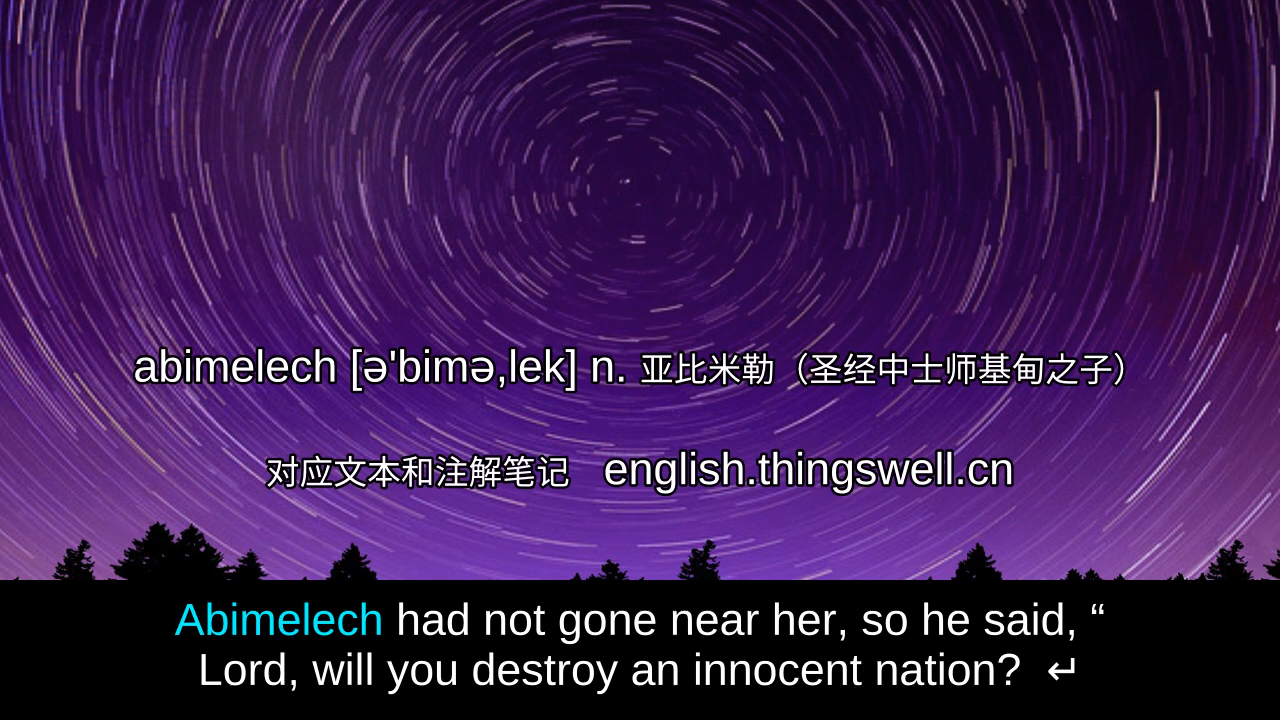 abimelech [ə'bimə,lek] n. 亚比米勒（圣经中士师基甸之子）
对应文本和注解笔记 english.thingswell.cn
Abimelech had not gone near her, so he said, “
Lord, will you destroy an innocent nation? ↵